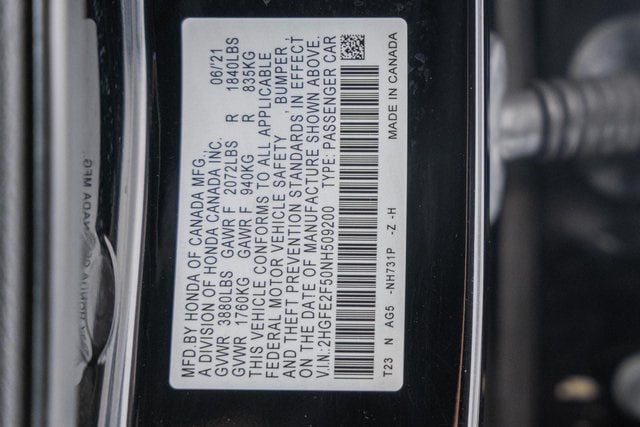 MFD.BY HONDA OF CANADA MFG., 06/'21
A DIVISION OF HONDA CANADA INC.
GVWR 3880LBS GAWR F 2072LBS R 1840LBS
GVWR 1760KG GAWR F 940KG R 835KG
THIS VEHICLE CONFORMS TO ALL APPLICABLE
FEDERAL MOTOR VEHICLE SAFETY , BUMPER ,
AND THEFT PREVENTION STANDARDS IN EFFECT
ON THE DATE OF MANUFACTURE SHOWN ABOVE.
V.I.N.:2HGFE2F50NH509200 TYPE: PASSENGER CAR
T23 N AG5 -NH731P -Z -H MADE IN CANADA